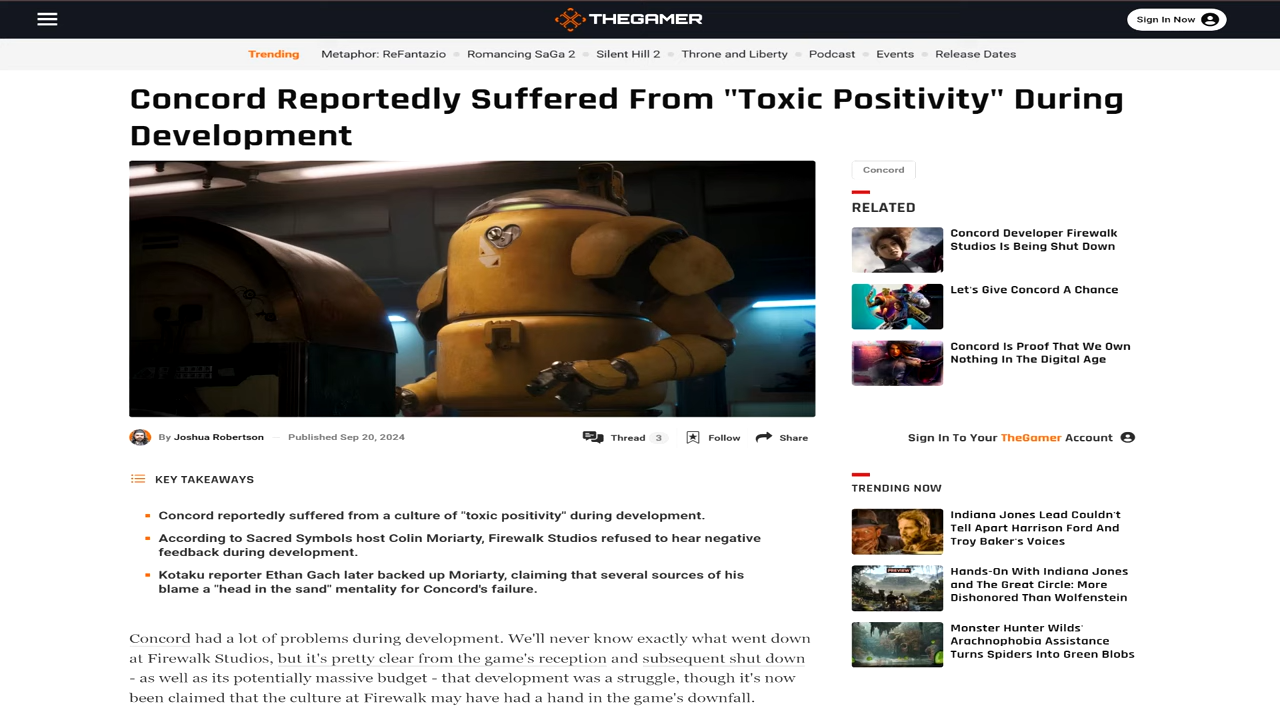 THEGAMER
Sign In Now
Trending
Metaphor: ReFantazio
Romancing SaGa 2
Silent Hill 2
Throne and Liberty
Podcast
Events
Release Dates
Concord Reportedly Suffered From "Toxic Positivity" During
Development
By Joshua Robertson
Published Sep 20, 2024
Thread 3
Follow
Share
KEY TAKEAWAYS
Concord reportedly suffered from a culture of "toxic positivity" during development.
According to Sacred Symbols host Colin Moriarty, Firewalk Studios refused to hear negative
feedback during development.
Kotaku reporter Ethan Gach later backed up Moriarty, claiming that several sources of his
blame a "head in the sand" mentality for Concord's failure.
Concord had a lot of problems during development. We'll never know exactly what went down
at Firewalk Studios, but it's pretty clear from the game's reception and subsequent shut down
- as well as its potentially massive budget - that development was a struggle, though it's now
been claimed that the culture at Firewalk may have had a hand in the game's downfall.
Concord
RELATED
Concord Developer Firewalk
Studios Is Being Shut Down
Let's Give Concord A Chance
Concord Is Proof That We Own
Nothing In The Digital Age
Sign In To Your TheGamer Account
TRENDING NOW
Indiana Jones Lead Couldn't
Tell Apart Harrison Ford And
Troy Baker's Voices
PREVIEW
Hands-On With Indiana Jones
and The Great Circle: More
Dishonored Than Wolfenstein
Monster Hunter Wilds'
Arachnophobia Assistance
Turns Spiders Into Green Blobs